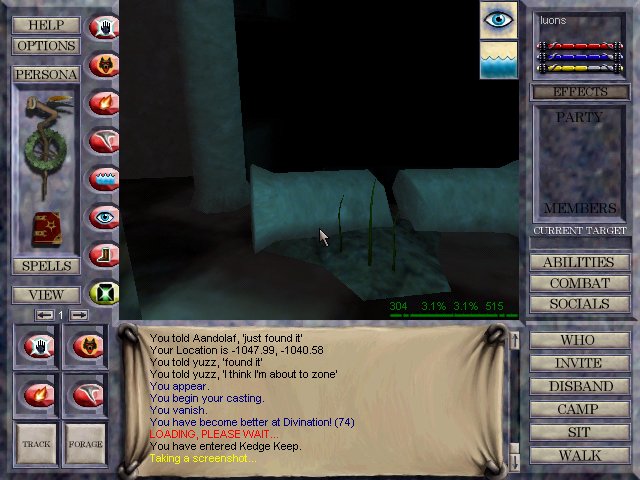 HELP
OPTIONS
PERSONA
SPELLS
VIEW
1
TRACK
FORAGE
304 3.1% 3.1% 515
You told Aandolaf, 'just found it'
Your Location is -1047.99, -1040.58
You told yuzz, 'found it'
You told yuzz, 'I think I'm about to zone'
You appear.
You begin your casting.
You vanish.
You have become better at Divination! (74)
LOADING, PLEASE WAIT...
You have entered Kedge Keep.
Taking a screenshot...
luons
EFFECTS
PARTY
MEMBERS
CURRENT TARGET
ABILITIES
COMBAT
SOCIALS
WHO
INVITE
DISBAND
CAMP
SIT
WALK